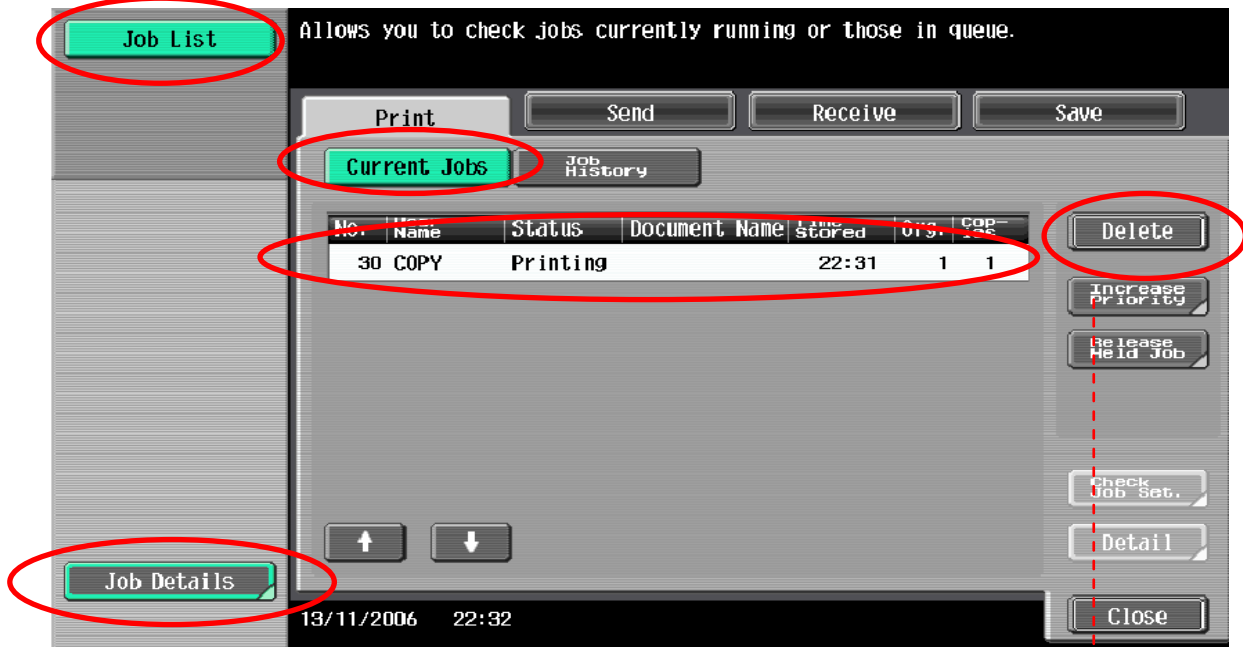 Job List
Allows you to check jobs currently running or those in queue.
Print Send Receive Save
Current Jobs
Job
History
No. User
Name Status Document Name Time
Stored Org. Cop-
ies
30 COPY Printing 22:31 1 1
Delete
Increase
Priority
Release
Held Job
Check
Job Set.
Detail
Job Details
13/11/2006 22:32
Close